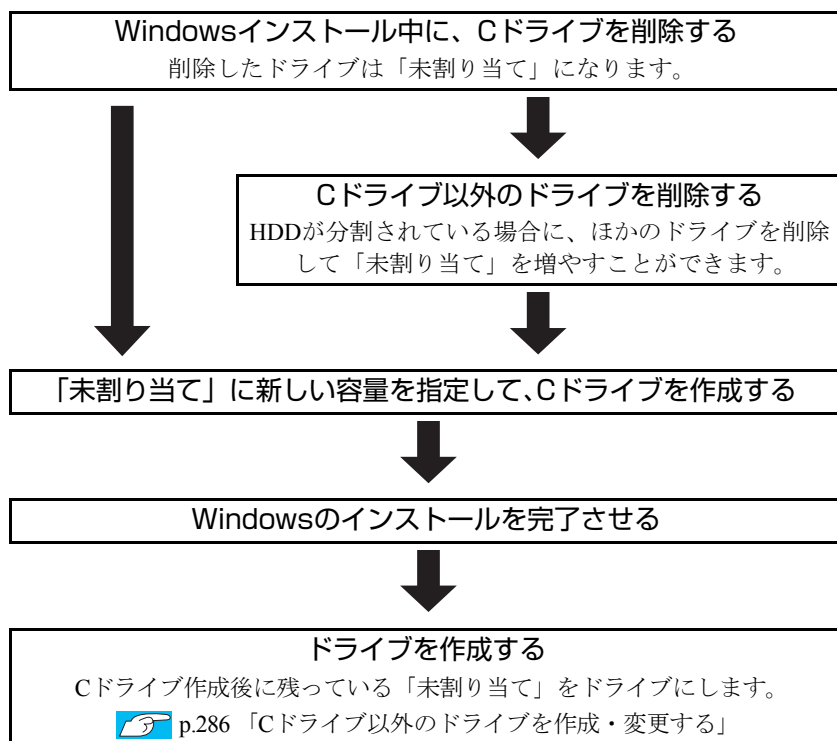 Windowsインストール中に、Cドライブを削除する
削除したドライブは「未割り当て」になります。
Cドライブ以外のドライブを削除する
HDDが分割されている場合に、ほかのドライブを削除
して「未割り当て」を増やすことができます。
「未割り当て」に新しい容量を指定して、Cドライブを作成する
Windowsのインストールを完了させる
ドライブを作成する
Cドライブ作成後に残っている「未割り当て」をドライブにします。
p.286 「Cドライブ以外のドライブを作成・変更する」